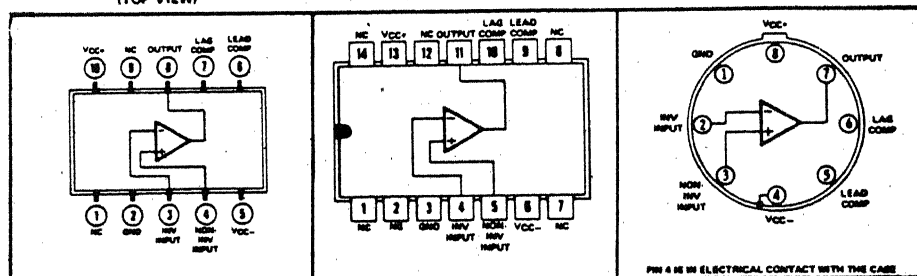 (TOP VIEW)
VCC+ NC OUTPUT LAG COMP LEAD COMP
10 9 8 7 6
- +
1 2 3 4 5
NC GND INV INPUT NON-INV INPUT VCC-
NC VCC+ NC OUTPUT LAG COMP LEAD COMP NC
14 13 12 11 10 9 8
- +
1 2 3 4 5 6 7
NC NC GND INV INPUT NON-INV INPUT VCC- NC
VCC+
8
GND 1
7 OUTPUT
INV INPUT 2
- +
6 LAG COMP
NON-INV INPUT 3
5 LEAD COMP
4
VCC-
PIN 4 IS IN ELECTRICAL CONTACT WITH THE CASE